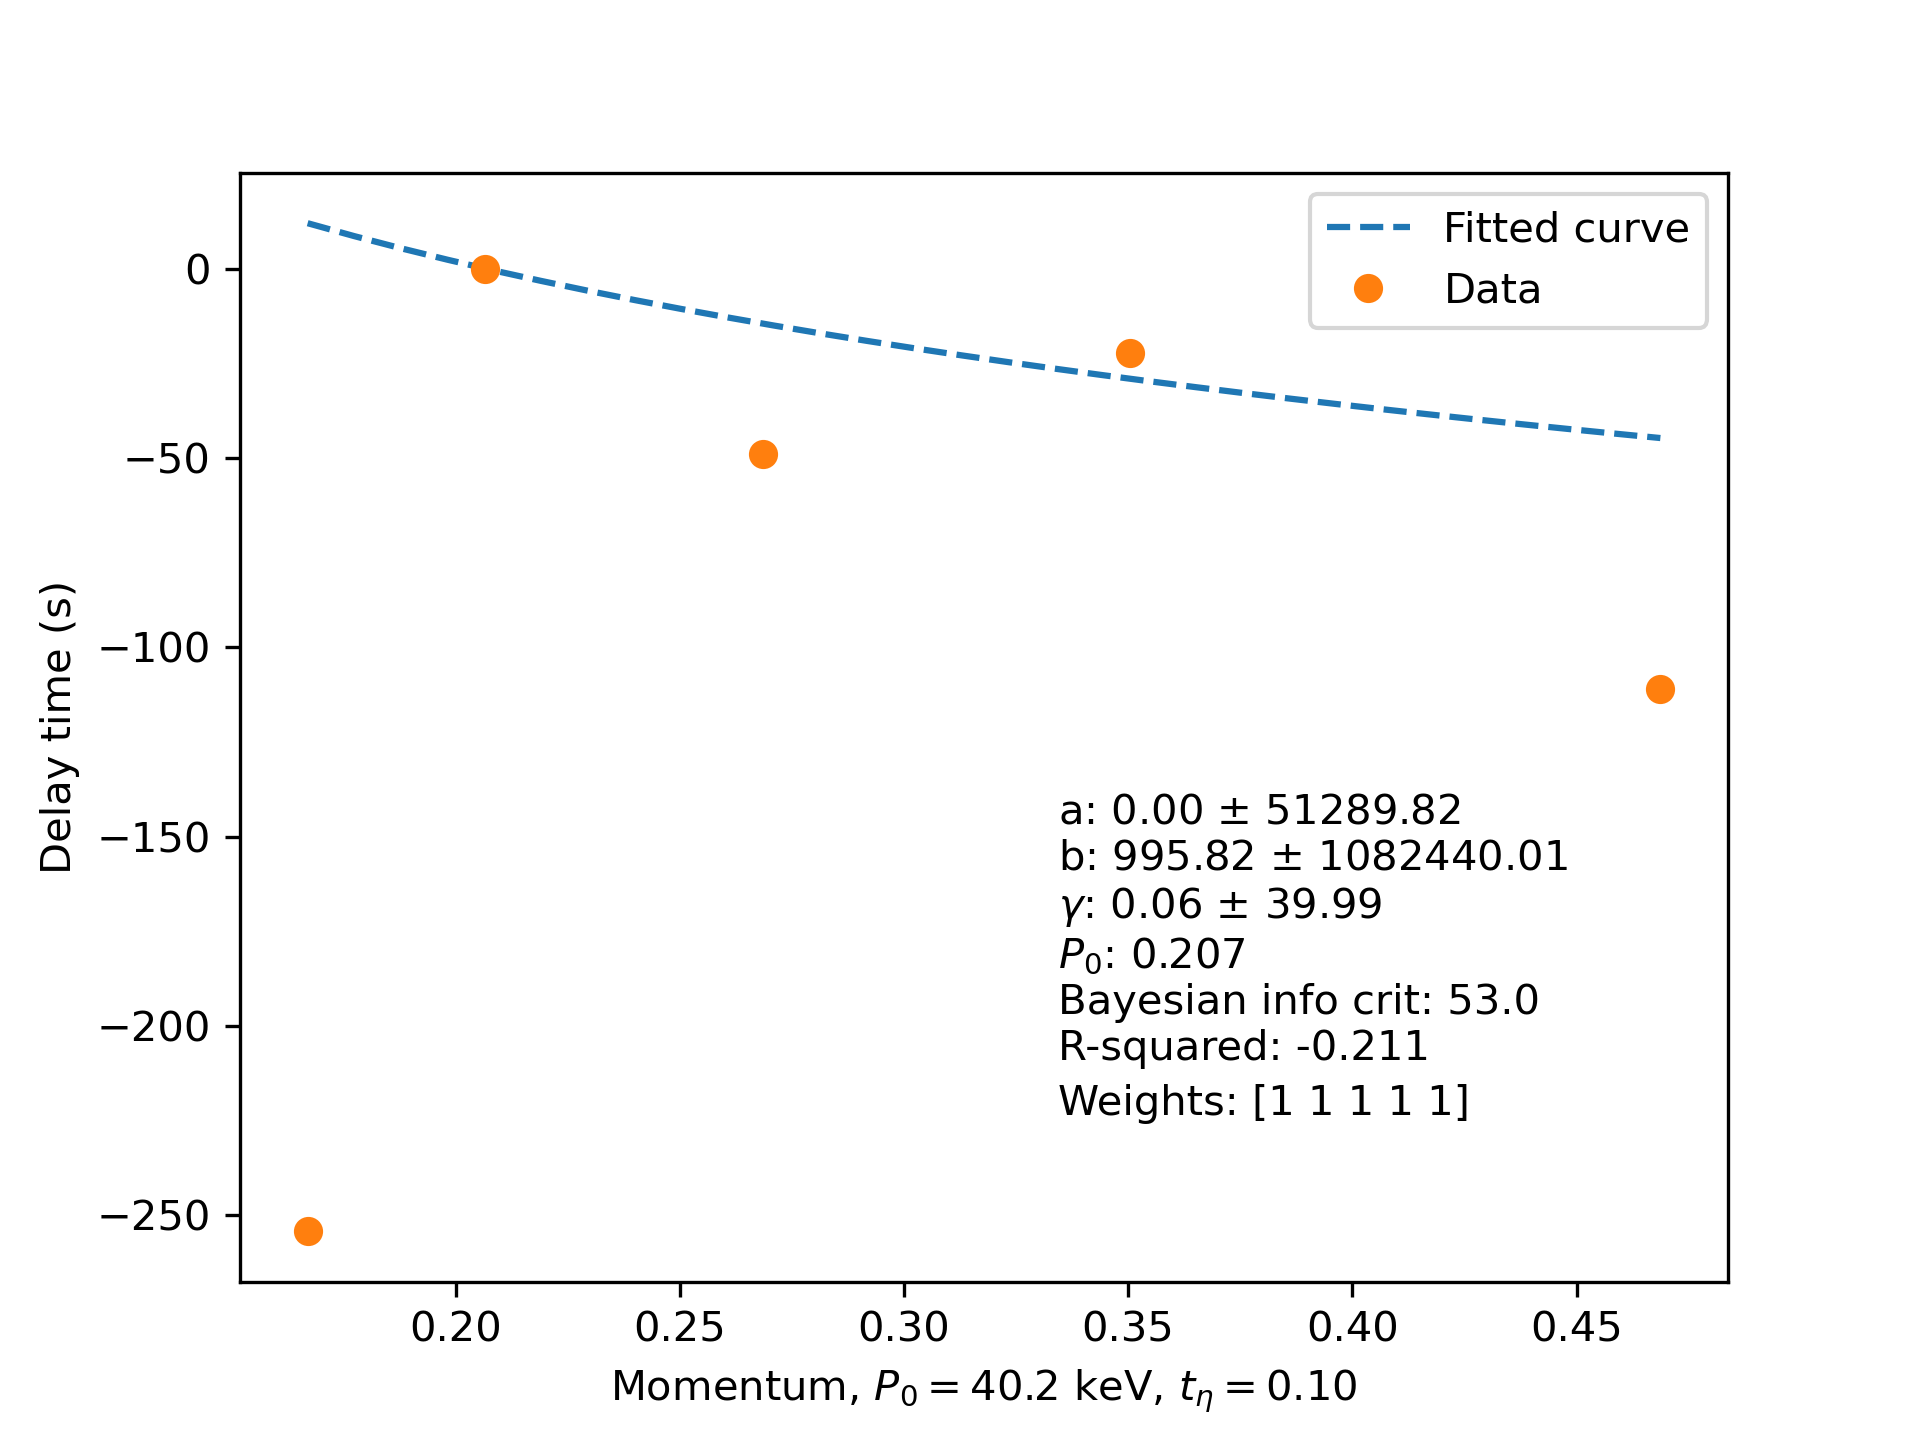 Fitted curve
Data
0
−50
−100
−150
−200
−250
Delay time (s)
a: 0.00 ± 51289.82
b: 995.82 ± 1082440.01
γ: 0.06 ± 39.99
P₀: 0.207
Bayesian info crit: 53.0
R-squared: -0.211
Weights: [1 1 1 1 1]
0.20 0.25 0.30 0.35 0.40 0.45
Momentum, P₀ = 40.2 keV, tη = 0.10